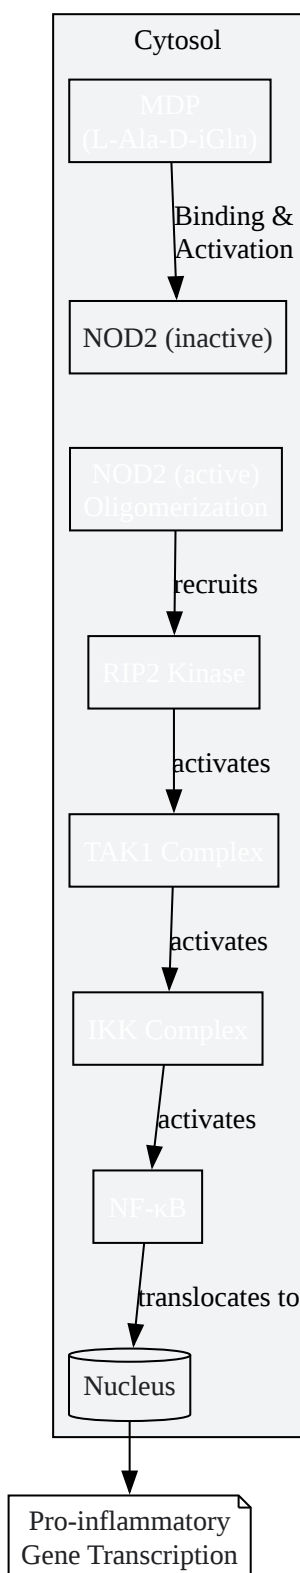 Cytosol
MDP
(L-Ala-D-iGln)
Binding &
Activation
NOD2 (inactive)
NOD2 (active)
Oligomerization
recruits
RIP2 Kinase
activates
TAK1 Complex
activates
IKK Complex
activates
NF-κB
translocates to
Nucleus
Pro-inflammatory
Gene Transcription